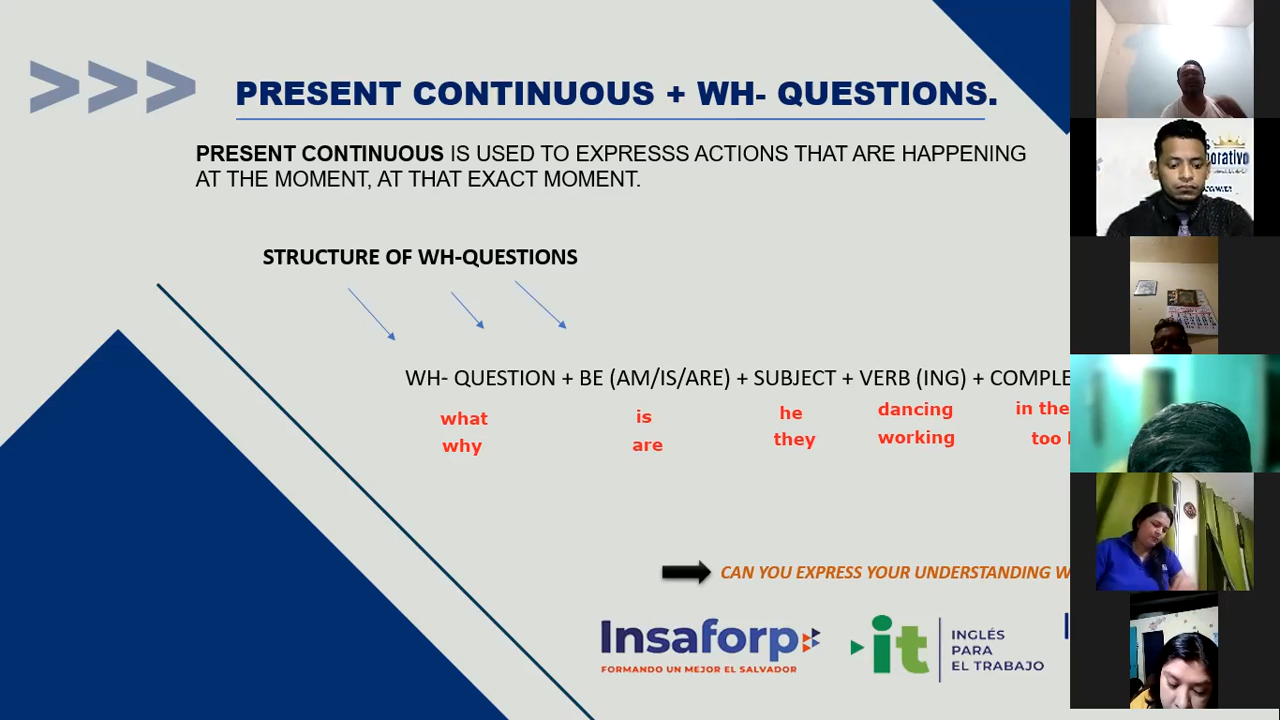 >>> PRESENT CONTINUOUS + WH- QUESTIONS.
PRESENT CONTINUOUS IS USED TO EXPRESSS ACTIONS THAT ARE HAPPENING
AT THE MOMENT, AT THAT EXACT MOMENT.
STRUCTURE OF WH-QUESTIONS
WH- QUESTION + BE (AM/IS/ARE) + SUBJECT + VERB (ING) + COMPLE
what is he dancing in the
why are they working too
CAN YOU EXPRESS YOUR UNDERSTANDING W
Insaforp
FORMANDO UN MEJOR EL SALVADOR
it
INGLÉS
PARA
EL TRABAJO
orativo